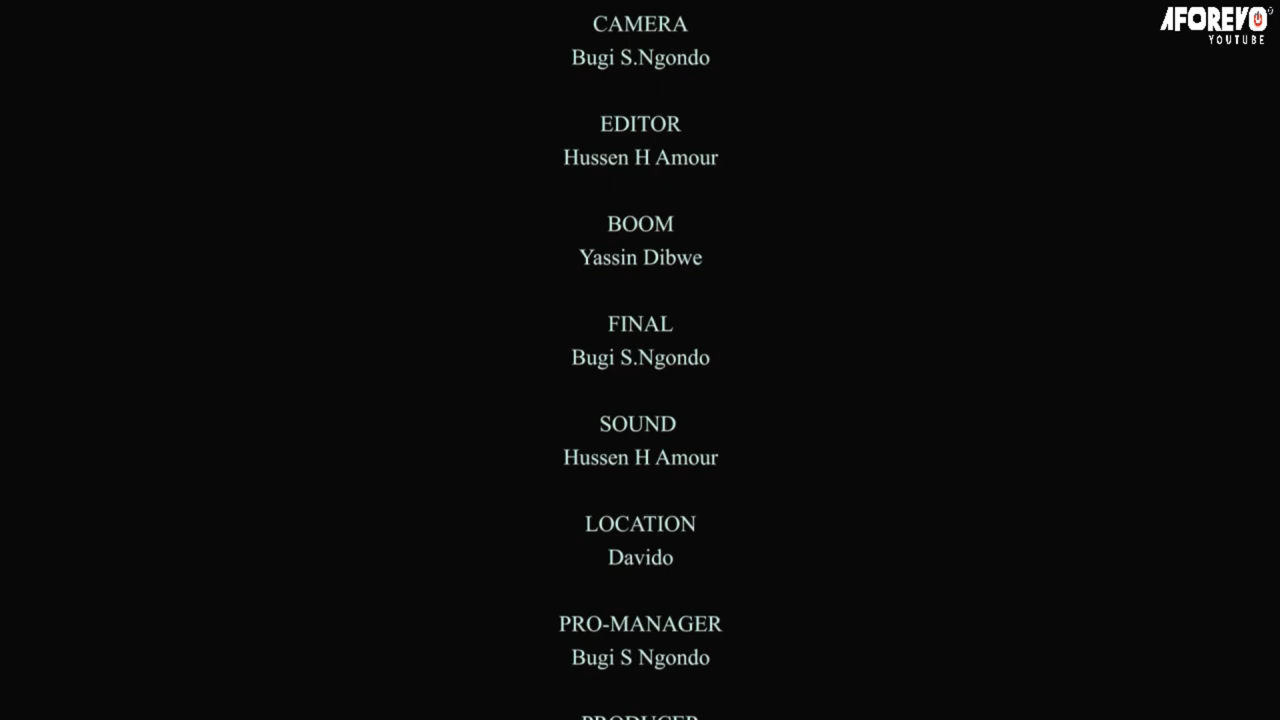 AFOREVO
YOUTUBE
CAMERA
Bugi S.Ngondo
EDITOR
Hussen H Amour
BOOM
Yassin Dibwe
FINAL
Bugi S.Ngondo
SOUND
Hussen H Amour
LOCATION
Davido
PRO-MANAGER
Bugi S Ngondo
PRODUCER